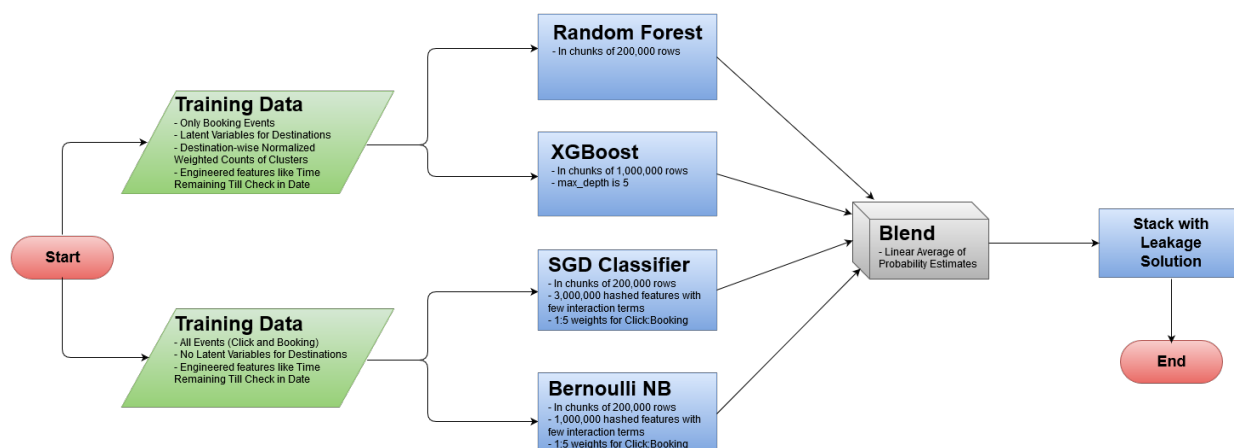 Start
Training Data
- Only Booking Events
- Latent Variables for Destinations
- Destination-wise Normalized
Weighted Counts of Clusters
- Engineered features like Time
Remaining Till Check in Date
Training Data
- All Events (Click and Booking)
- No Latent Variables for Destinations
- Engineered features like Time
Remaining Till Check in Date
Random Forest
- In chunks of 200,000 rows
XGBoost
- In chunks of 1,000,000 rows
- max_depth is 5
SGD Classifier
- In chunks of 200,000 rows
- 3,000,000 hashed features with
few interaction terms
- 1:5 weights for Click:Booking
Bernoulli NB
- In chunks of 200,000 rows
- 1,000,000 hashed features with
few interaction terms
- 1:5 weights for Click:Booking
Blend
- Linear Average of
Probability Estimates
Stack with
Leakage
Solution
End